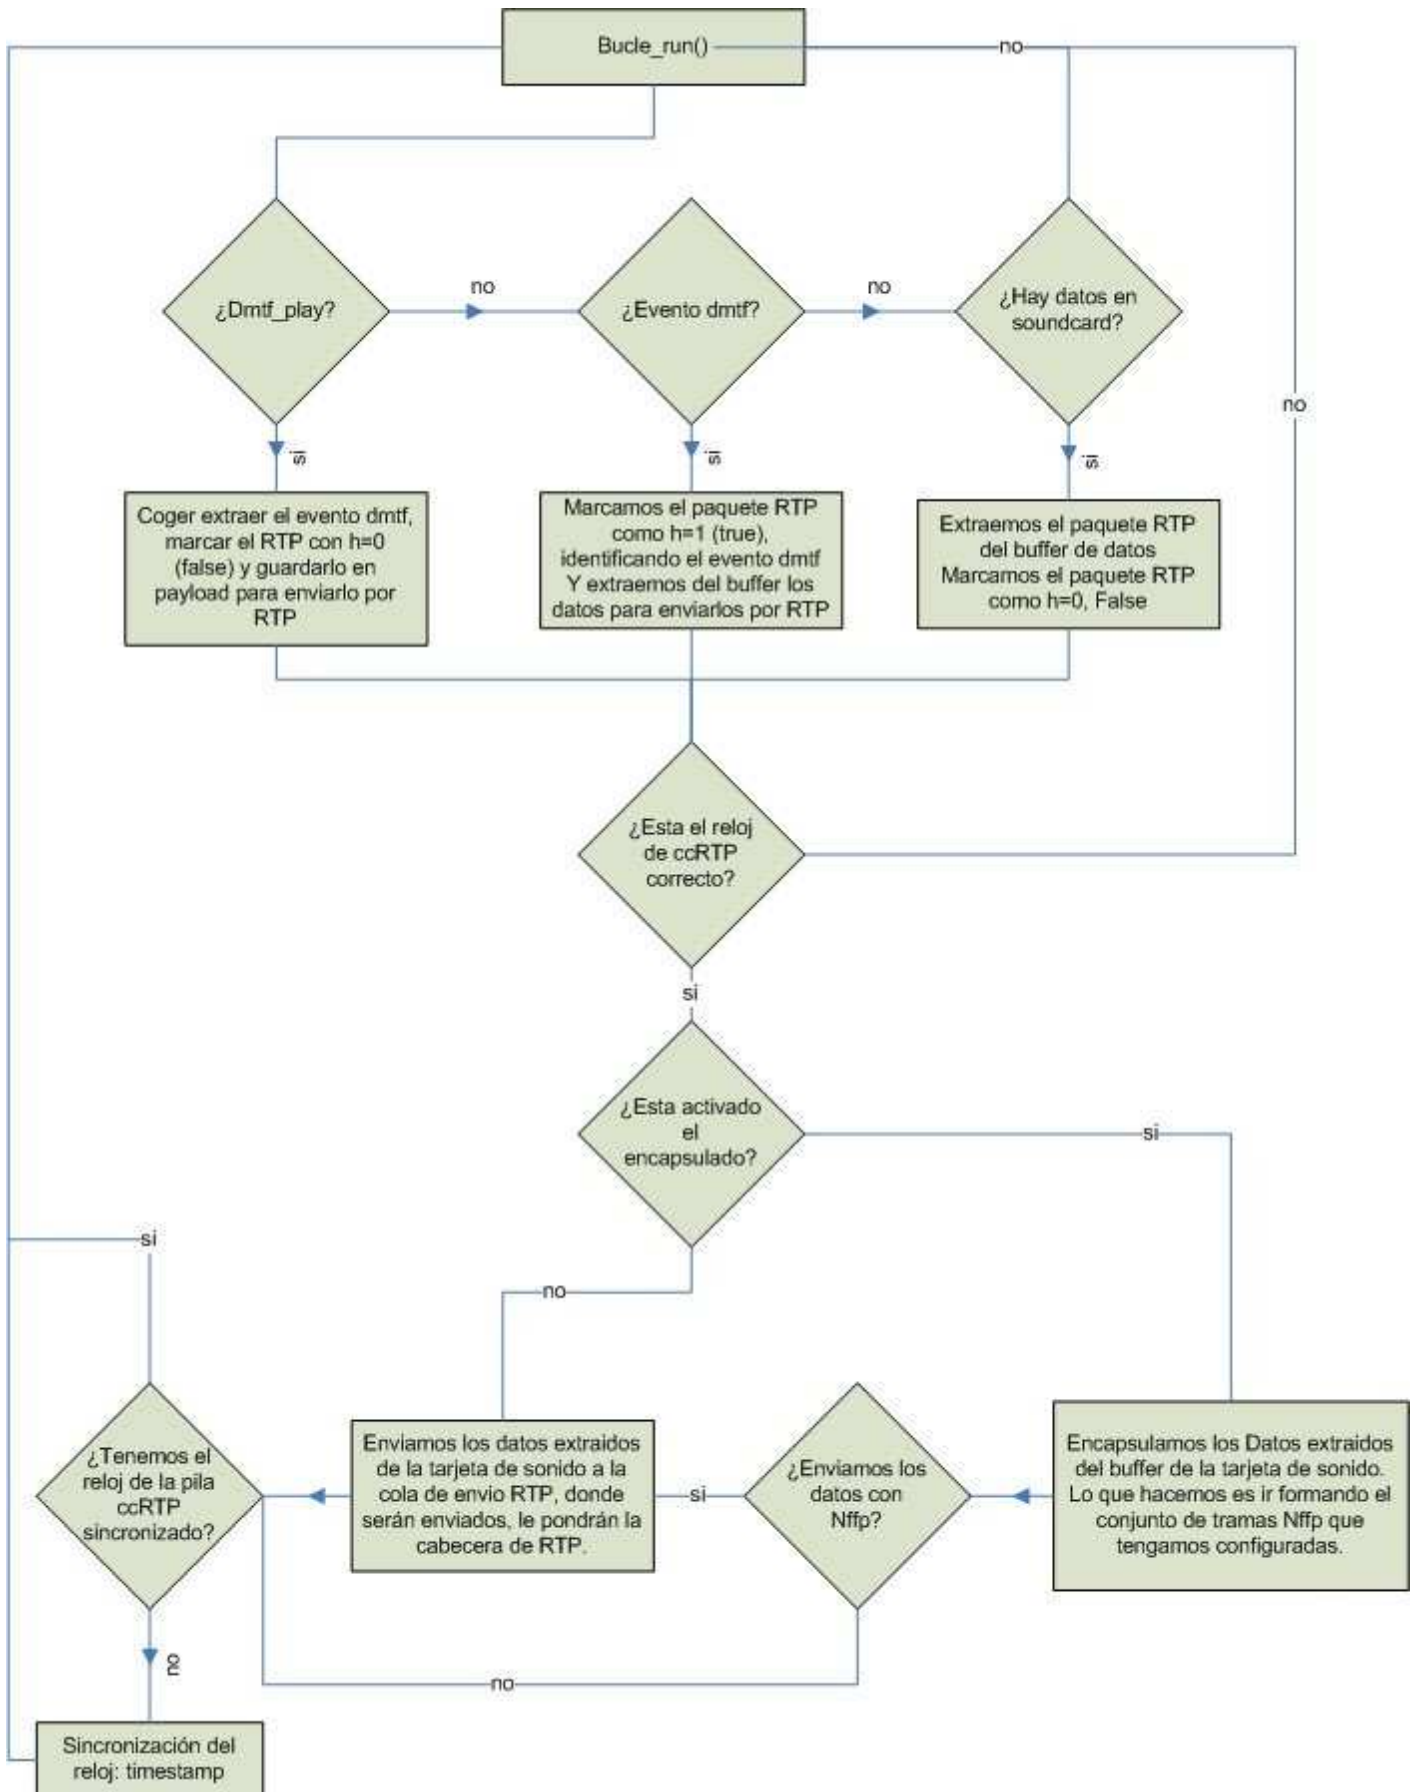 Bucle_run()
no
no
no
¿Dmtf_play?
¿Evento dmtf?
¿Hay datos en
soundcard?
no
si
si
si
Coger extraer el evento dmtf,
marcar el RTP con h=0
(false) y guardarlo en
payload para enviarlo por
RTP
Marcamos el paquete RTP
como h=1 (true),
identificando el evento dmtf
Y extraemos del buffer los
datos para enviarlos por RTP
Extraemos el paquete RTP
del buffer de datos
Marcamos el paquete RTP
como h=0, False
¿Esta el reloj
de ccRTP
correcto?
si
¿Esta activado
el
encapsulado?
si
si
no
¿Tenemos el
reloj de la pila
ccRTP
sincronizado?
Enviamos los datos extraidos
de la tarjeta de sonido a la
cola de envio RTP, donde
serán enviados, le pondrán la
cabecera de RTP.
si
¿Enviamos los
datos con
Nffp?
Encapsulamos los Datos extraidos
del buffer de la tarjeta de sonido.
Lo que hacemos es ir formando el
conjunto de tramas Nffp que
tengamos configuradas.
no
no
Sincronización del
reloj: timestamp